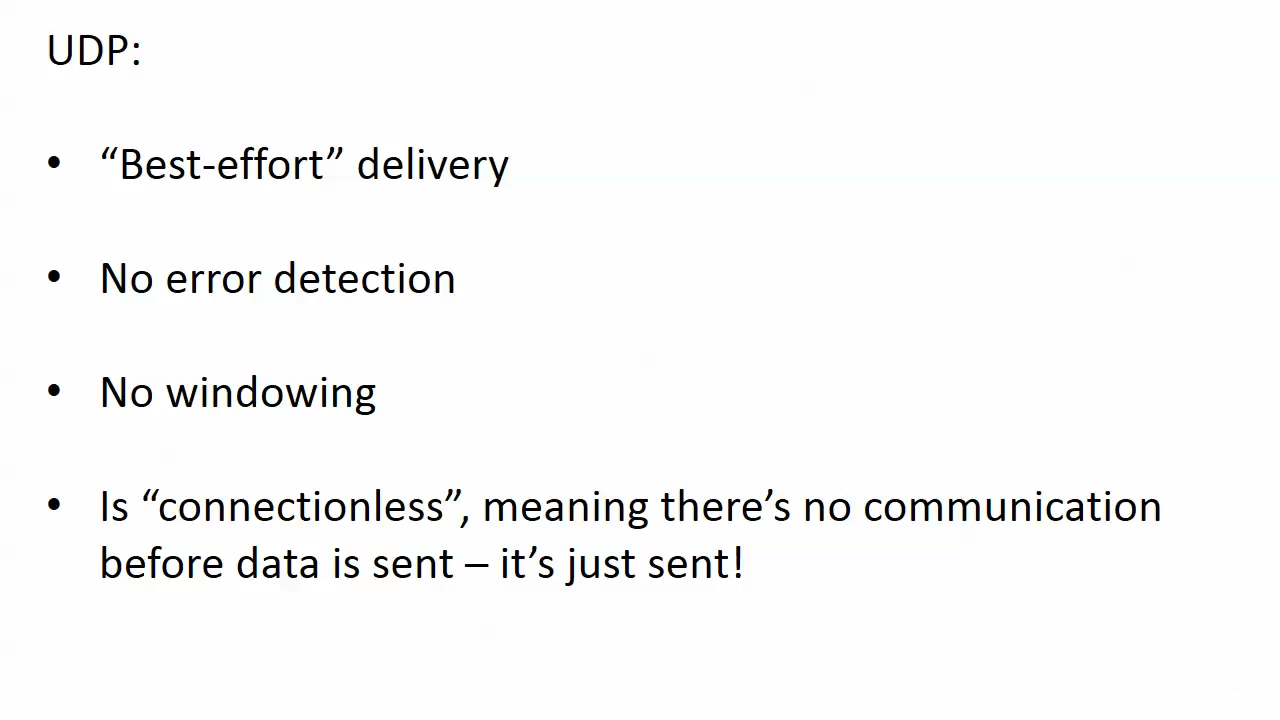 UDP:
• “Best-effort” delivery
• No error detection
• No windowing
• Is “connectionless”, meaning there’s no communication
before data is sent – it’s just sent!